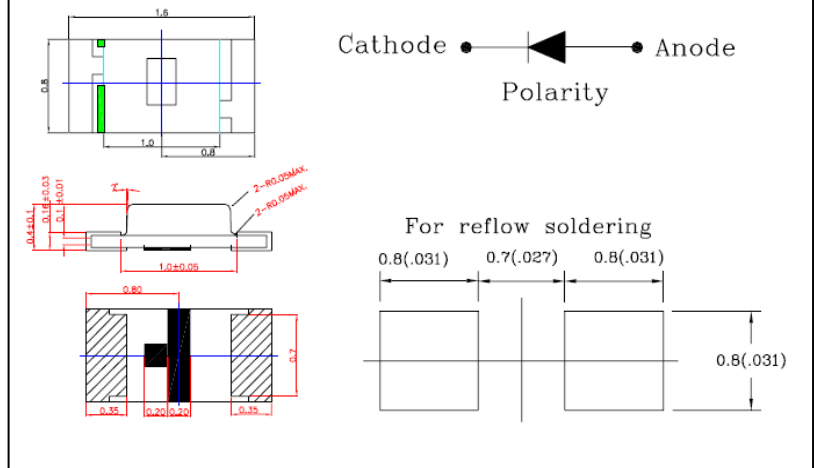 1.6
0.8
1.0
0.8
Cathode
Anode
Polarity
2°
2-R0.05MAX.
2-R0.05MAX.
0.4±0.1
0.16±0.03
0.1±0.01
1.0±0.05
For reflow soldering
0.8(.031) 0.7(.027) 0.8(.031)
0.8(.031)
0.80
0.7
0.35 0.20 0.20 0.35